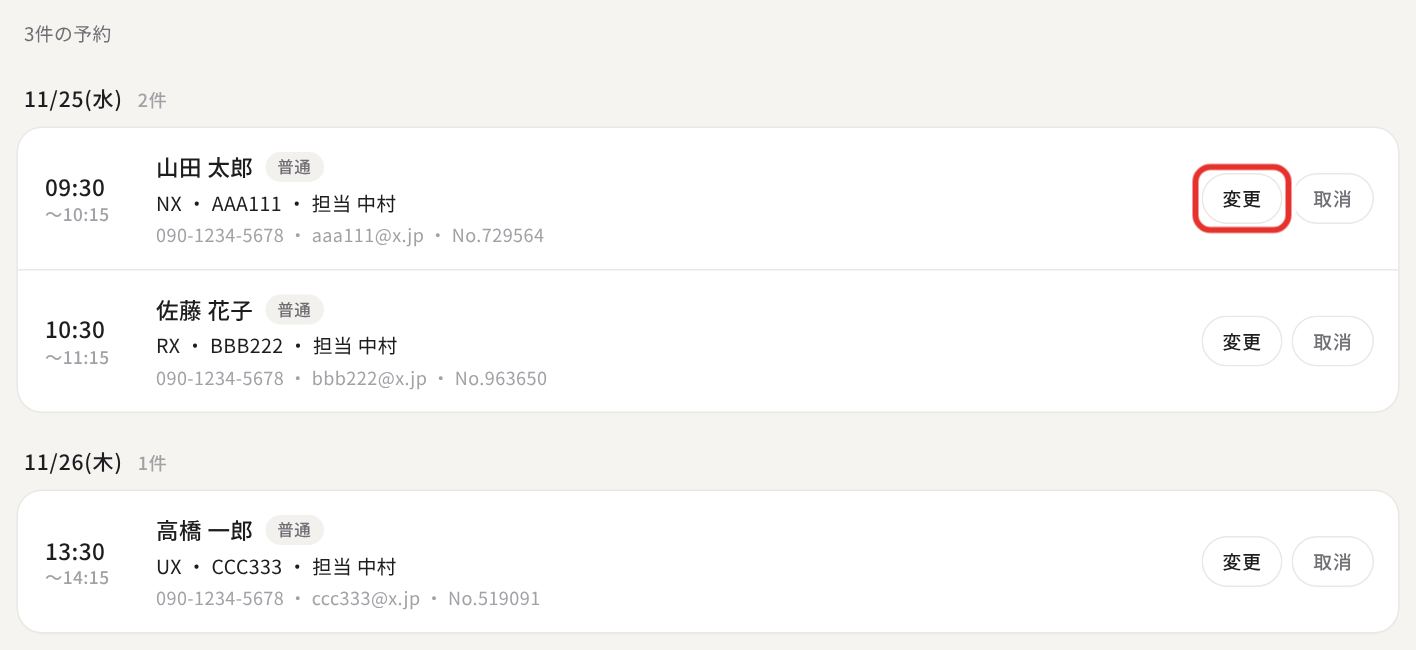 3件の予約
11/25(水) 2件
09:30
～10:15
山田 太郎 普通
NX ・ AAA111 ・ 担当 中村
090-1234-5678 ・ aaa111@x.jp ・ No.729564
変更 取消
10:30
～11:15
佐藤 花子 普通
RX ・ BBB222 ・ 担当 中村
090-1234-5678 ・ bbb222@x.jp ・ No.963650
変更 取消
11/26(木) 1件
13:30
～14:15
高橋 一郎 普通
UX ・ CCC333 ・ 担当 中村
090-1234-5678 ・ ccc333@x.jp ・ No.519091
変更 取消